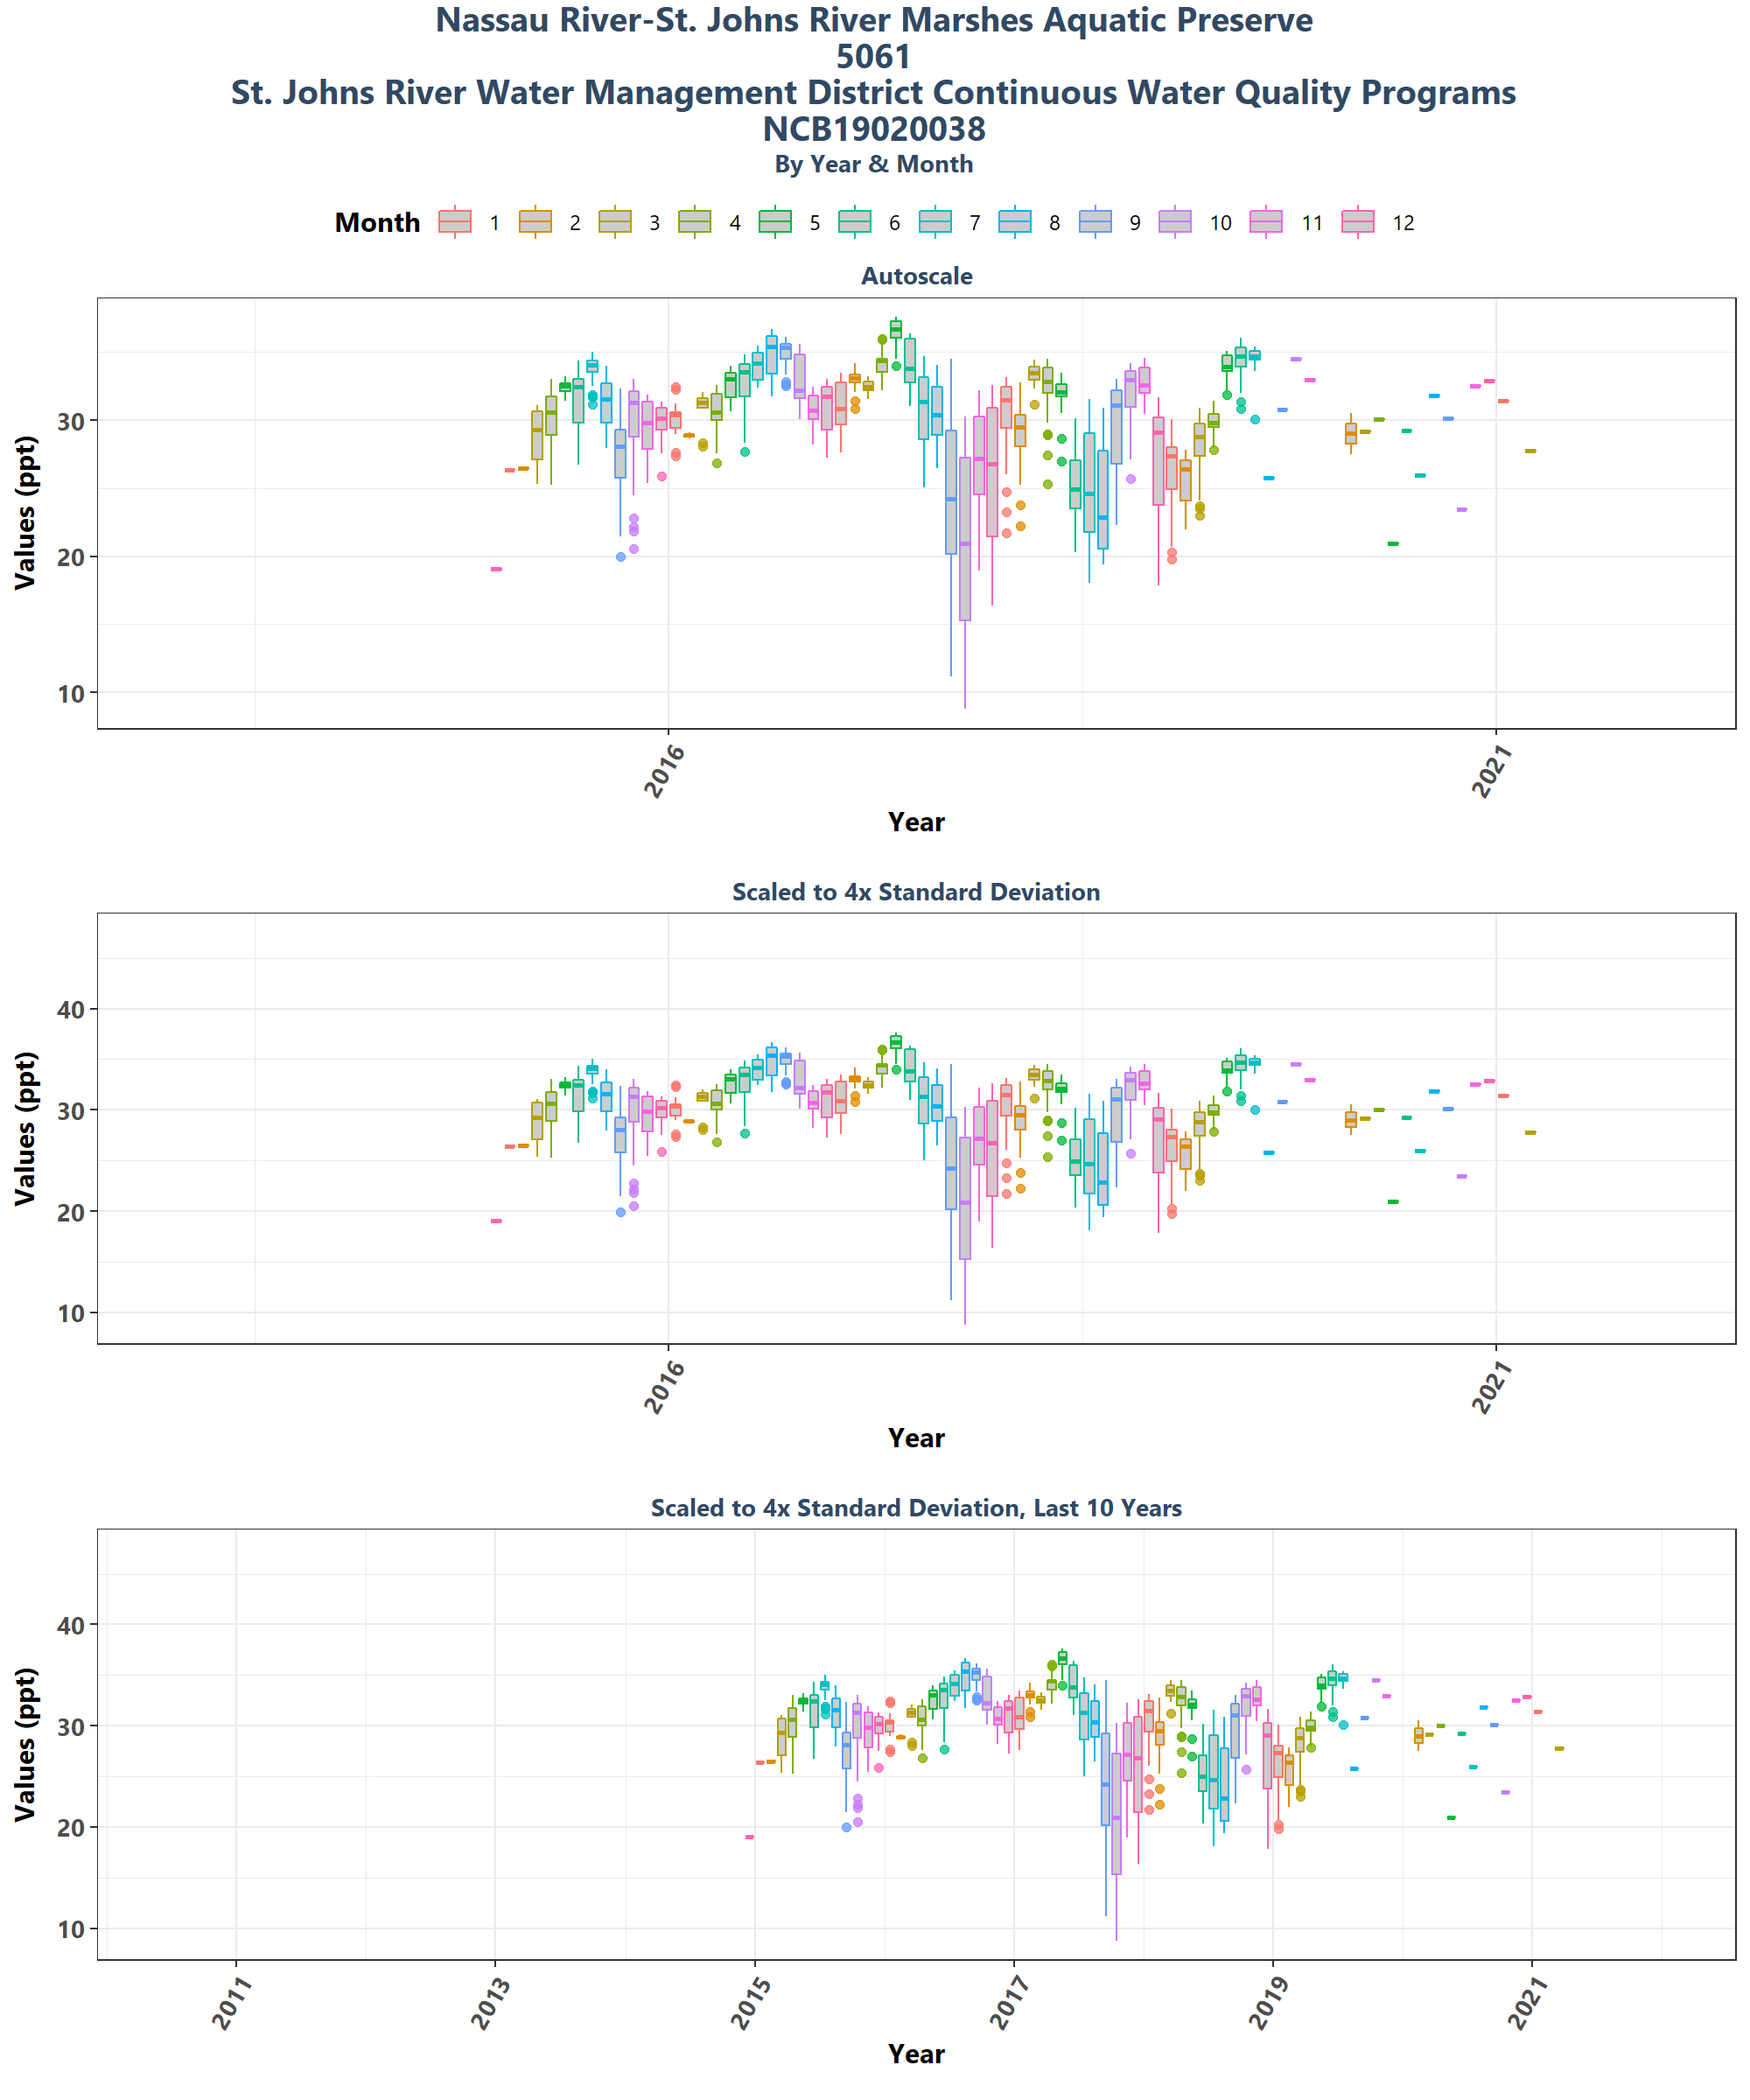 Nassau River-St. Johns River Marshes Aquatic Preserve
5061
St. Johns River Water Management District Continuous Water Quality Programs
NCB19020038
By Year & Month
Month 1 2 3 4 5 6 7 8 9 10 11 12
Autoscale
Values (ppt)
30
20
10
2016 2021
Year
Scaled to 4x Standard Deviation
Values (ppt)
40
30
20
10
2016 2021
Year
Scaled to 4x Standard Deviation, Last 10 Years
Values (ppt)
40
30
20
10
2011 2013 2015 2017 2019 2021
Year